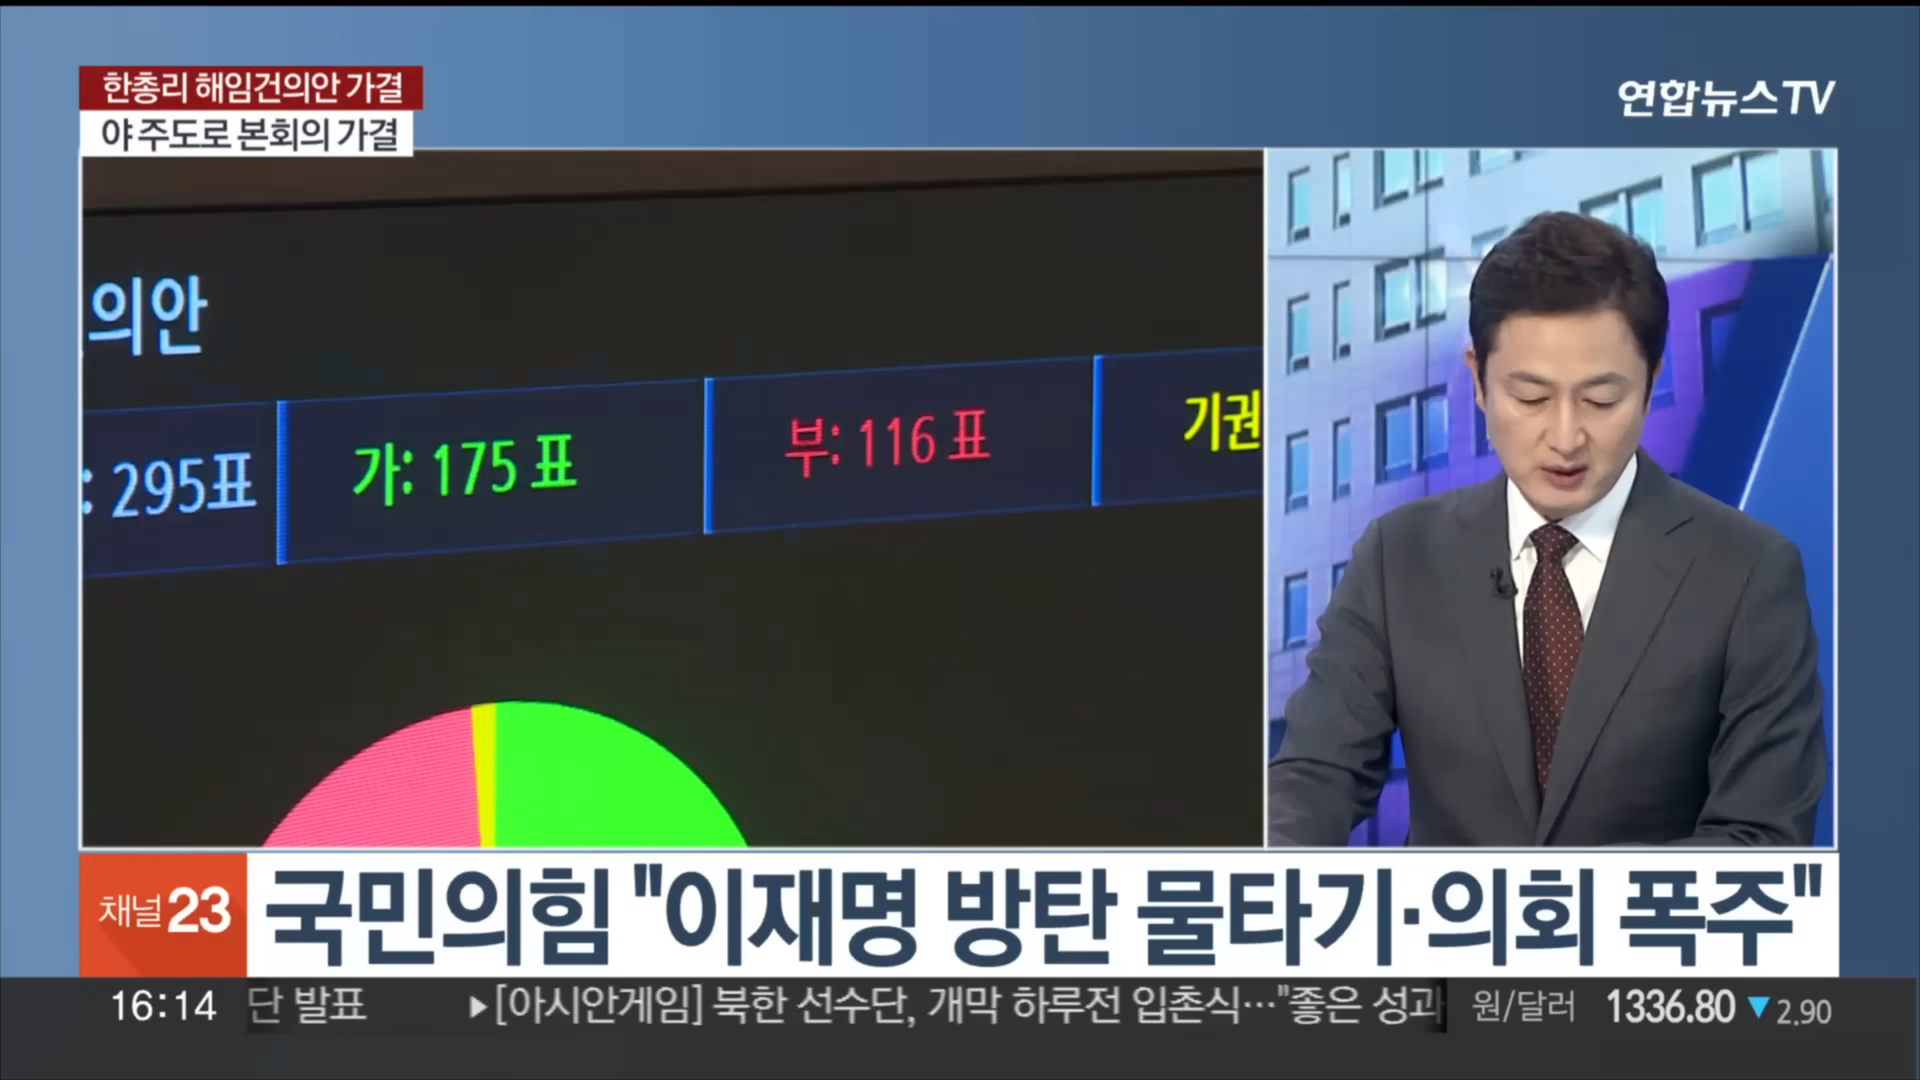 한총리 해임건의안 가결
야 주도로 본회의 가결
연합뉴스TV
의안
: 295표
가: 175 표
부: 116 표
기권
채널 23
국민의힘 "이재명 방탄 물타기·의회 폭주"
16:14
단 발표 ▶[아시안게임] 북한 선수단, 개막 하루전 입촌식…"좋은 성과
원/달러 1336.80 ▼ 2.90